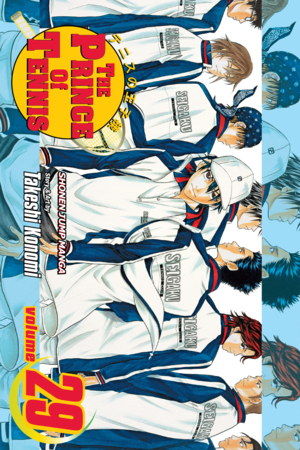 THE
PRINCE
OF
TENNIS
テニスの王子様
SHONEN JUMP MANGA
Story & Art by
Takeshi Konomi
volume
29
SEIGAKU
SEIGAKU
SEIGAKU
SEIGAKU